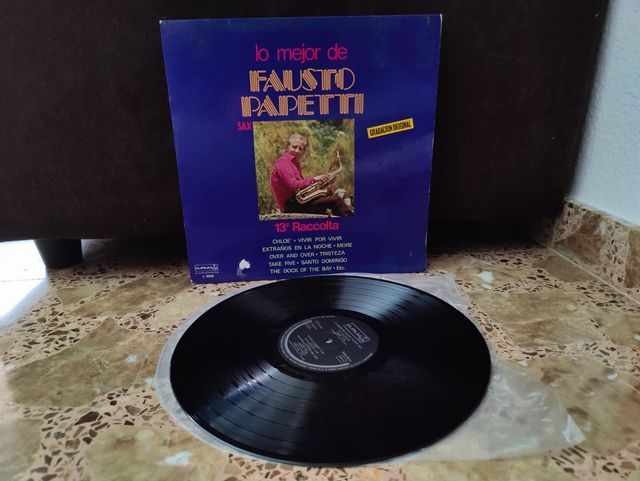 lo mejor de
FAUSTO
PAPETTI
SAX
GRABACION ORIGINAL
13ª Raccolta
CHLOE' • VIVIR POR VIVIR
EXTRAÑOS EN LA NOCHE • MORE
OVER AND OVER • TRISTEZA
TAKE FIVE • SANTO DOMINGO
THE DOCK OF THE BAY • Etc.
DURIUM